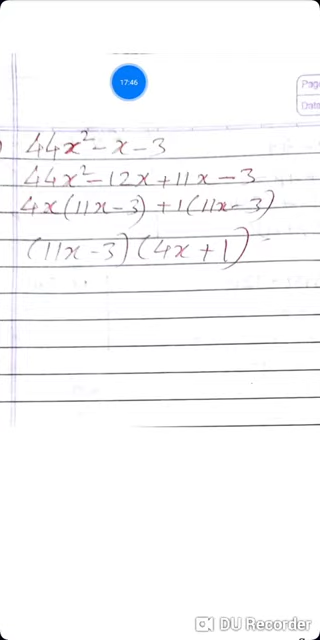 17:46
Page
Date
44x² - x - 3
44x² - 12x + 11x - 3
4x(11x - 3) + 1(11x - 3)
(11x - 3)(4x + 1)
DU Recorder